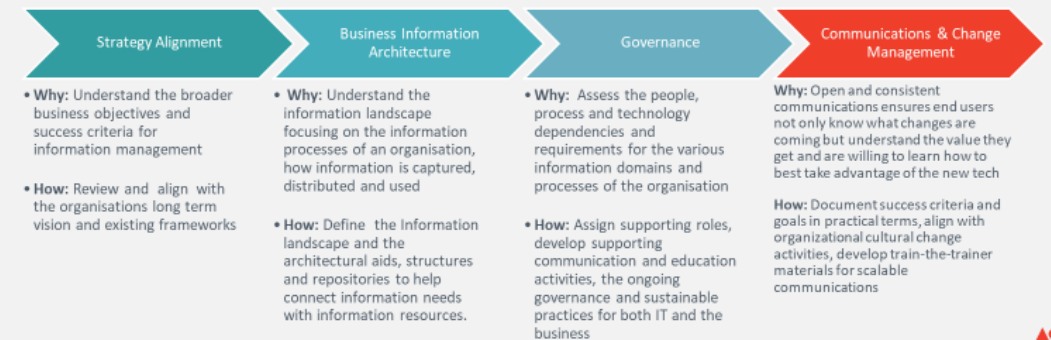 Strategy Alignment
Business Information
Architecture
Governance
Communications & Change
Management
• Why: Understand the broader
business objectives and
success criteria for
information management
• How: Review and align with
the organisations long term
vision and existing frameworks
• Why: Understand the
information landscape
focusing on the information
processes of an organisation,
how information is captured,
distributed and used
• How: Define the Information
landscape and the
architectural aids, structures
and repositories to help
connect information needs
with information resources.
• Why: Assess the people,
process and technology
dependencies and
requirements for the various
information domains and
processes of the organisation
• How: Assign supporting roles,
develop supporting
communication and education
activities, the ongoing
governance and sustainable
practices for both IT and the
business
Why: Open and consistent
communications ensures end users
not only know what changes are
coming but understand the value they
get and are willing to learn how to
best take advantage of the new tech
How: Document success criteria and
goals in practical terms, align with
organizational cultural change
activities, develop train-the-trainer
materials for scalable
communications